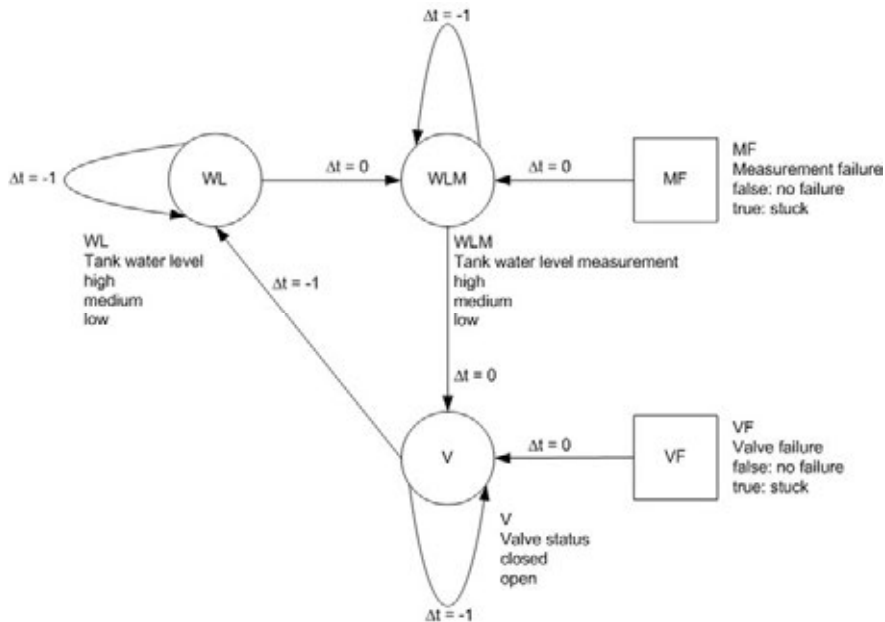 Δt = -1
Δt = -1
WL
Δt = 0
WLM
Δt = 0
MF
MF
Measurement failure
false: no failure
true: stuck
WL
Tank water level
high
medium
low
Δt = -1
WLM
Tank water level measurement
high
medium
low
Δt = 0
V
Δt = 0
VF
VF
Valve failure
false: no failure
true: stuck
V
Valve status
closed
open
Δt = -1